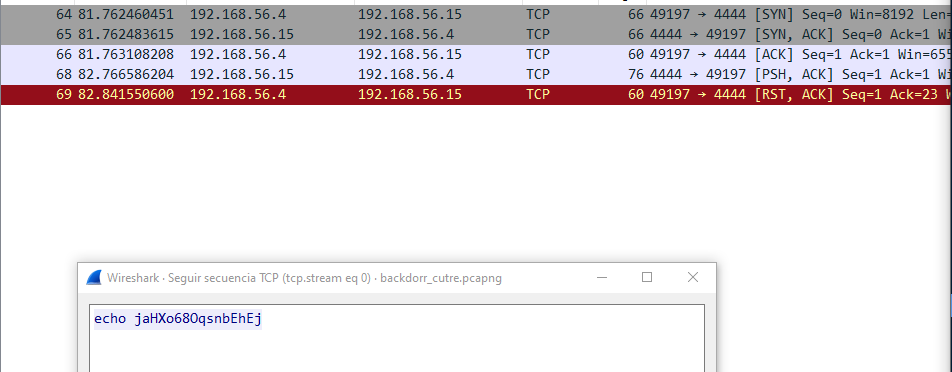 64 81.762460451 192.168.56.4 192.168.56.15 TCP 66 49197 → 4444 [SYN] Seq=0 Win=8192 Len=
65 81.762483615 192.168.56.15 192.168.56.4 TCP 66 4444 → 49197 [SYN, ACK] Seq=0 Ack=1 Wi
66 81.763108208 192.168.56.4 192.168.56.15 TCP 60 49197 → 4444 [ACK] Seq=1 Ack=1 Win=655
68 82.766586204 192.168.56.15 192.168.56.4 TCP 76 4444 → 49197 [PSH, ACK] Seq=1 Ack=1 Wi
69 82.841550600 192.168.56.4 192.168.56.15 TCP 60 49197 → 4444 [RST, ACK] Seq=1 Ack=23 W
Wireshark · Seguir secuencia TCP (tcp.stream eq 0) · backdorr_cutre.pcapng
echo jaHXo68OqsnbEhEj